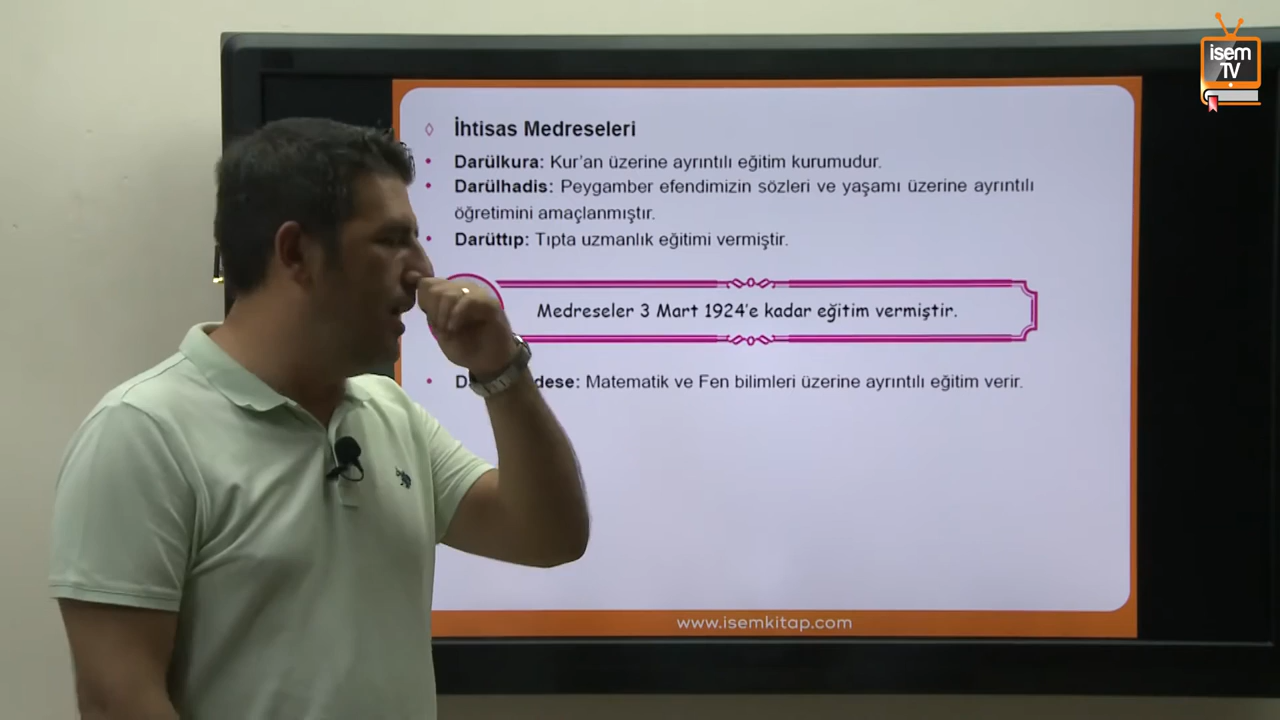 isem
TV
İhtisas Medreseleri
Darülkura: Kur'an üzerine ayrıntılı eğitim kurumudur.
Darülhadis: Peygamber efendimizin sözleri ve yaşamı üzerine ayrıntılı
öğretimini amaçlanmıştır.
Darüttıp: Tıpta uzmanlık eğitimi vermiştir.
Medreseler 3 Mart 1924'e kadar eğitim vermiştir.
Matematik ve Fen bilimleri üzerine ayrıntılı eğitim verir.
www.isemkitap.com